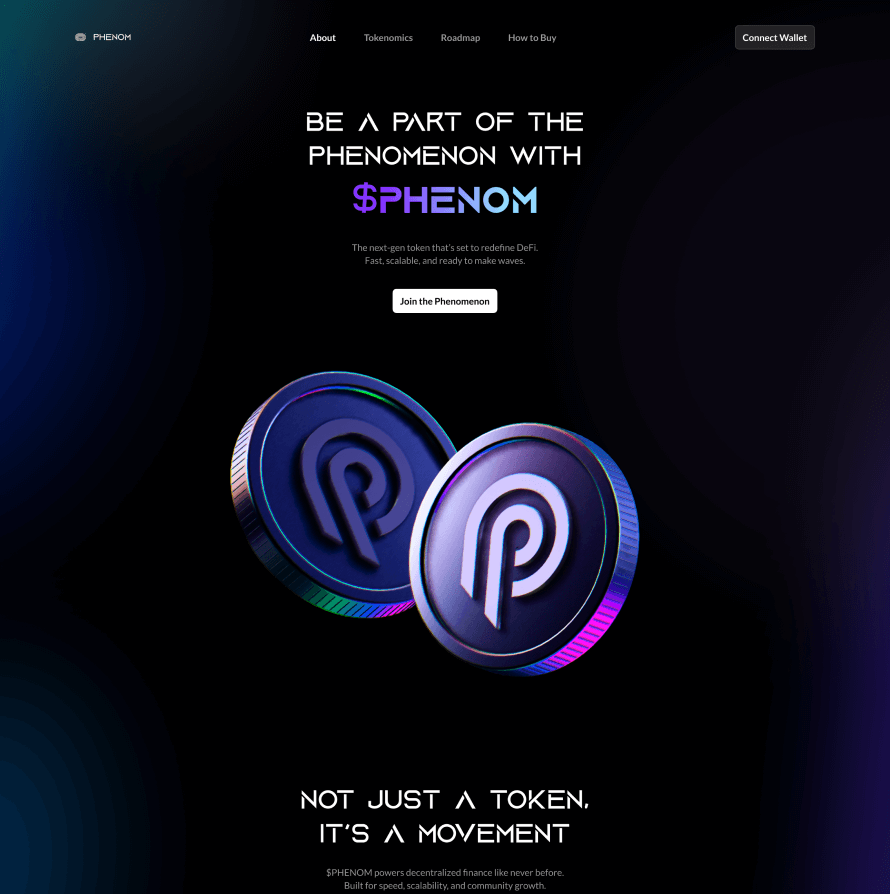 PHENOM
About
Tokenomics
Roadmap
How to Buy
Connect Wallet
BE A PART OF THE
PHENOMENON WITH
$PHENOM
The next-gen token that's set to redefine DeFi.
Fast, scalable, and ready to make waves.
Join the Phenomenon
NOT JUST A TOKEN,
IT'S A MOVEMENT
$PHENOM powers decentralized finance like never before.
Built for speed, scalability, and community growth.